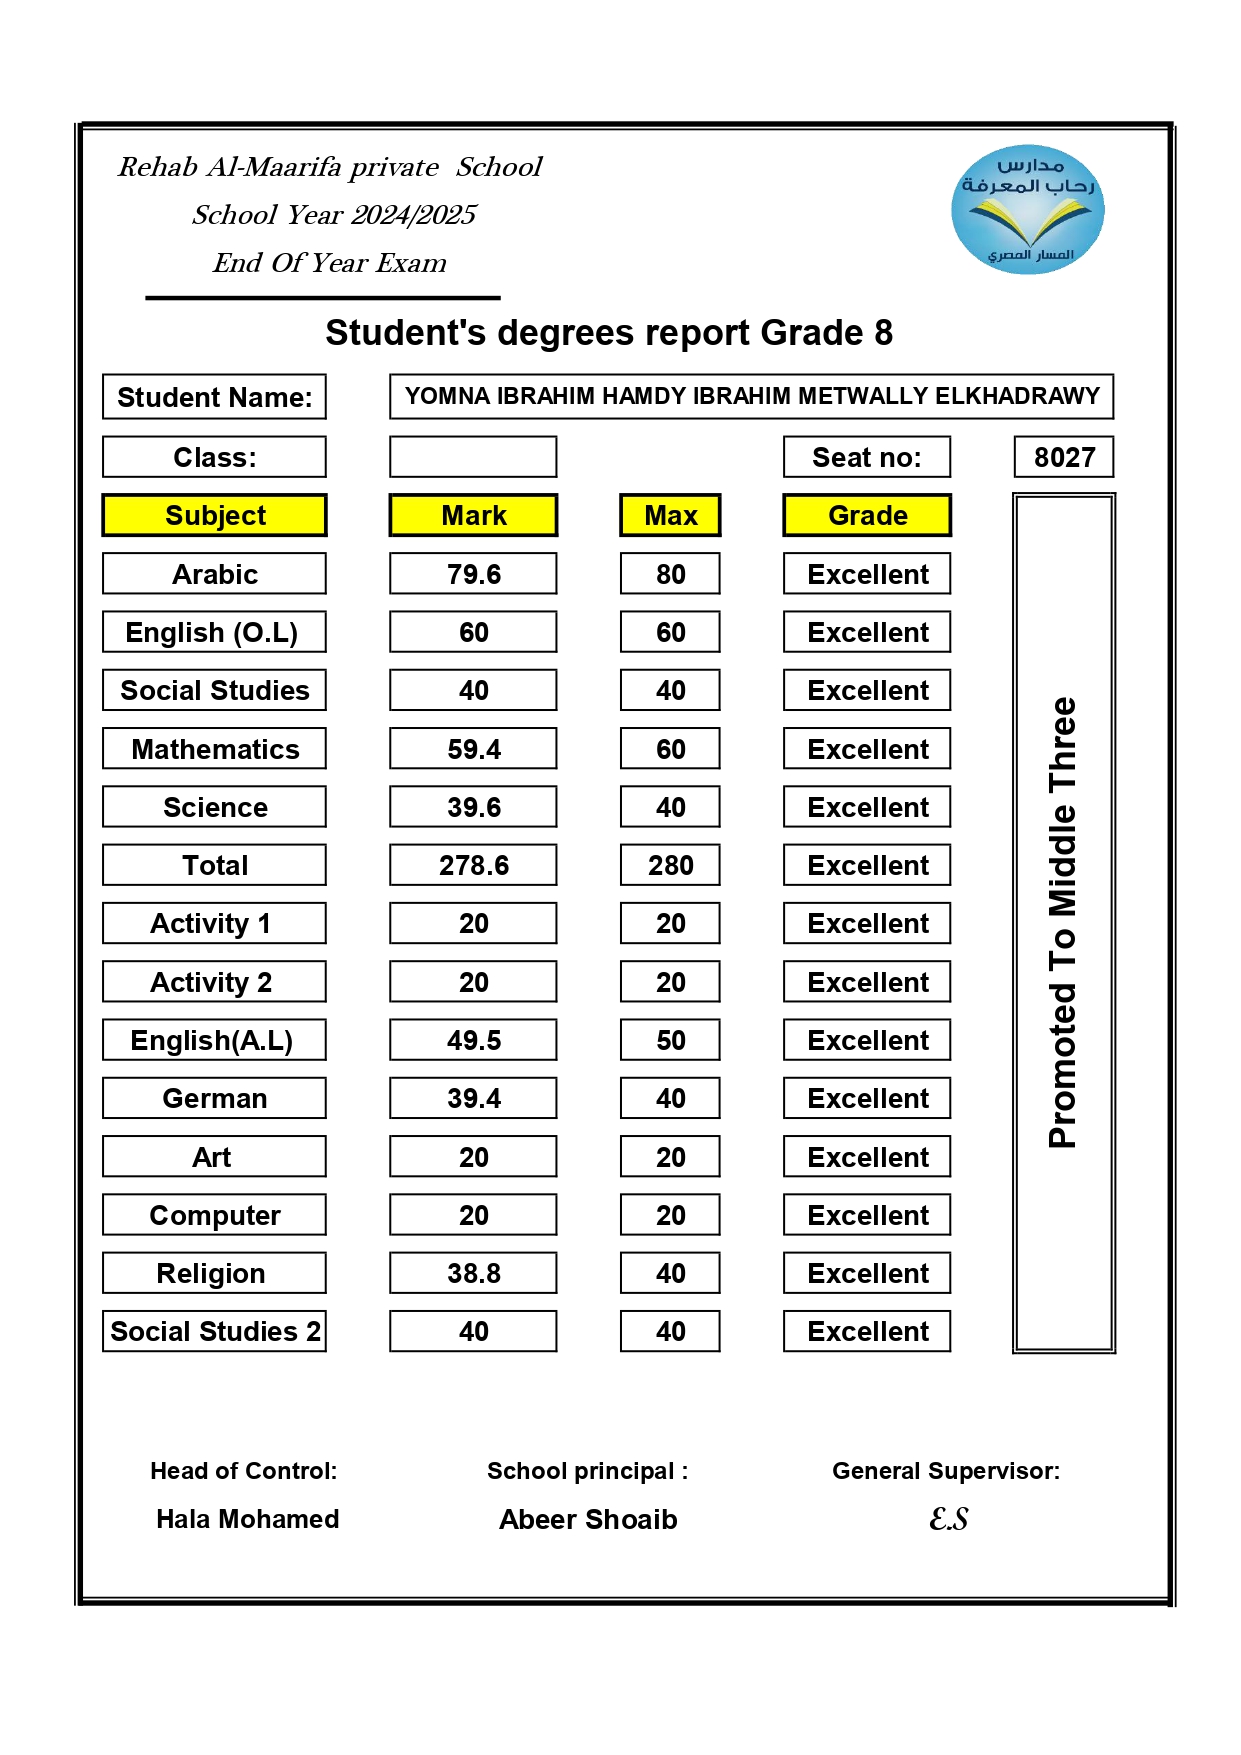 Rehab Al-Maarifa private School
School Year 2024/2025
End Of Year Exam
مدارس
رحاب المعرفة
المسار المصري
Student's degrees report Grade 8
Student Name: YOMNA IBRAHIM HAMDY IBRAHIM METWALLY ELKHADRAWY
Class: Seat no: 8027
Subject Mark Max Grade
Arabic 79.6 80 Excellent
English (O.L) 60 60 Excellent
Social Studies 40 40 Excellent
Mathematics 59.4 60 Excellent
Science 39.6 40 Excellent
Total 278.6 280 Excellent
Activity 1 20 20 Excellent
Activity 2 20 20 Excellent
English(A.L) 49.5 50 Excellent
German 39.4 40 Excellent
Art 20 20 Excellent
Computer 20 20 Excellent
Religion 38.8 40 Excellent
Social Studies 2 40 40 Excellent
Promoted To Middle Three
Head of Control: School principal : General Supervisor:
Hala Mohamed Abeer Shoaib E.S